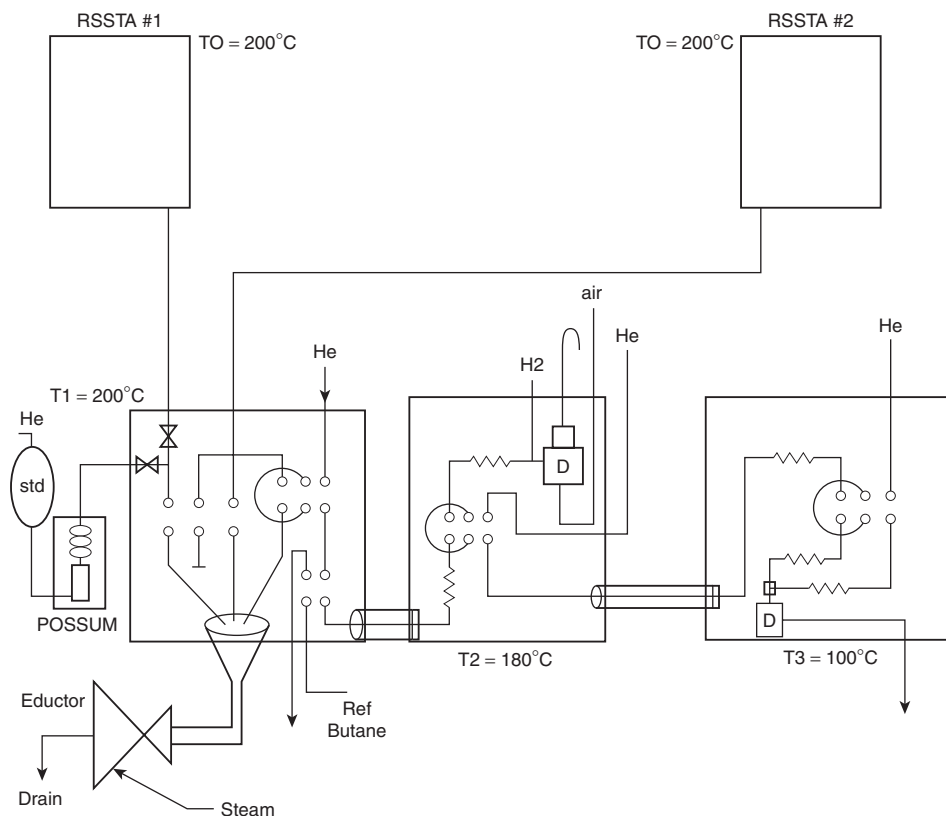 RSSTA #1
TO = 200°C
RSSTA #2
TO = 200°C
air
He
He
He
H2
T1 = 200°C
He
std
D
D
POSSUM
T2 = 180°C
T3 = 100°C
Eductor
Ref
Butane
Drain
Steam